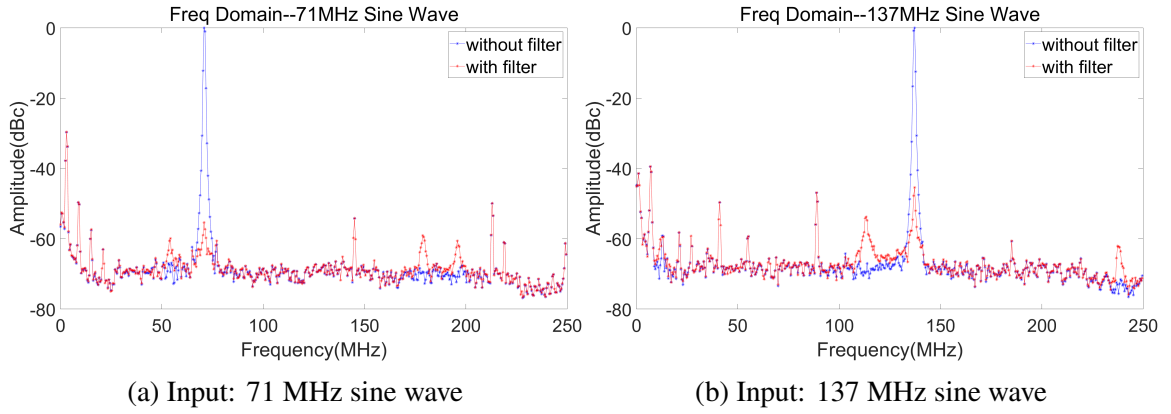 Freq Domain--71MHz Sine Wave
0
-20
-40
-60
-80
Amplitude(dBc)
without filter
with filter
0 50 100 150 200 250
Frequency(MHz)
(a) Input: 71 MHz sine wave
Freq Domain--137MHz Sine Wave
0
-20
-40
-60
-80
Amplitude(dBc)
without filter
with filter
0 50 100 150 200 250
Frequency(MHz)
(b) Input: 137 MHz sine wave